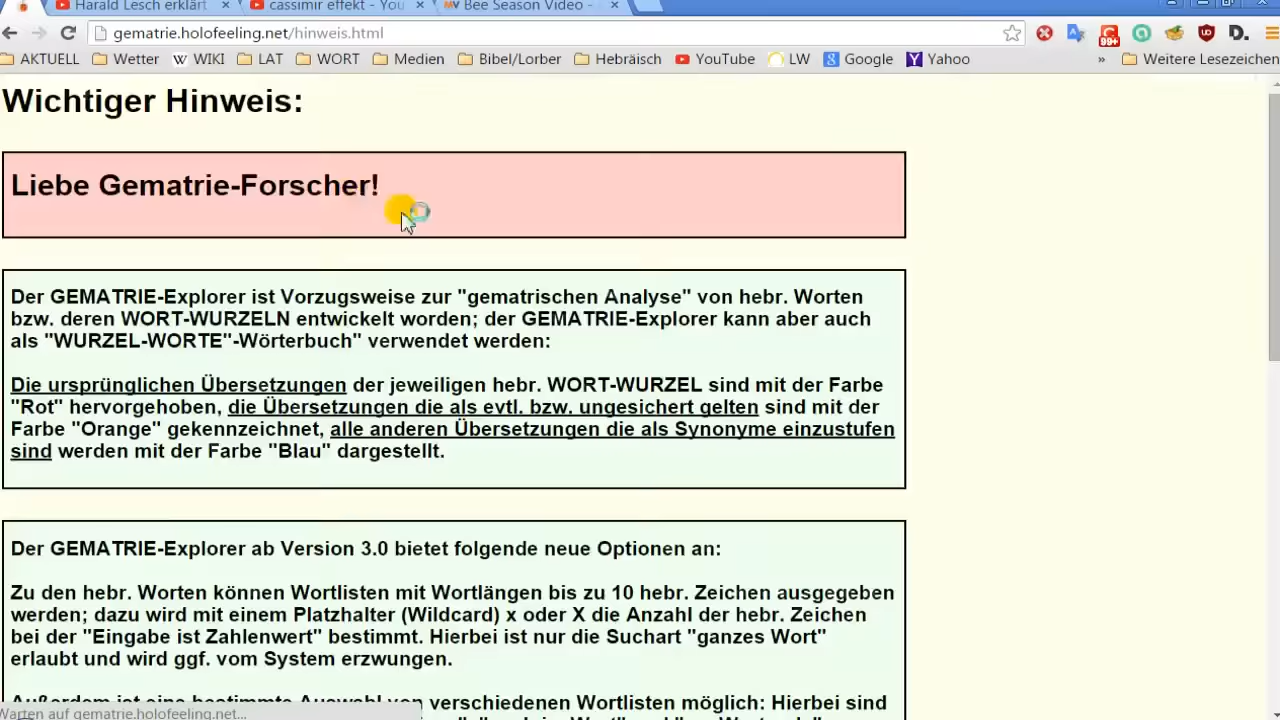 Harald Lesch erklärt
cassimir effekt - You
Bee Season Video -
gematrie.holofeeling.net/hinweis.html
99+
AKTUELL Wetter W WIKI LAT WORT Medien Bibel/Lorber Hebräisch YouTube LW Google Yahoo » Weitere Lesezeichen
Wichtiger Hinweis:
Liebe Gematrie-Forscher!
Der GEMATRIE-Explorer ist Vorzugsweise zur "gematrischen Analyse" von hebr. Worten
bzw. deren WORT-WURZELN entwickelt worden; der GEMATRIE-Explorer kann aber auch
als "WURZEL-WORTE"-Wörterbuch" verwendet werden:
Die ursprünglichen Übersetzungen der jeweiligen hebr. WORT-WURZEL sind mit der Farbe
"Rot" hervorgehoben, die Übersetzungen die als evtl. bzw. ungesichert gelten sind mit der
Farbe "Orange" gekennzeichnet, alle anderen Übersetzungen die als Synonyme einzustufen
sind werden mit der Farbe "Blau" dargestellt.
Der GEMATRIE-Explorer ab Version 3.0 bietet folgende neue Optionen an:
Zu den hebr. Worten können Wortlisten mit Wortlängen bis zu 10 hebr. Zeichen ausgegeben
werden; dazu wird mit einem Platzhalter (Wildcard) x oder X die Anzahl der hebr. Zeichen
bei der "Eingabe ist Zahlenwert" bestimmt. Hierbei ist nur die Suchart "ganzes Wort"
erlaubt und wird ggf. vom System erzwungen.
Außerdem ist eine bestimmte Auswahl von verschiedenen Wortlisten möglich: Hierbei sind
Warten auf gematrie.holofeeling.net...